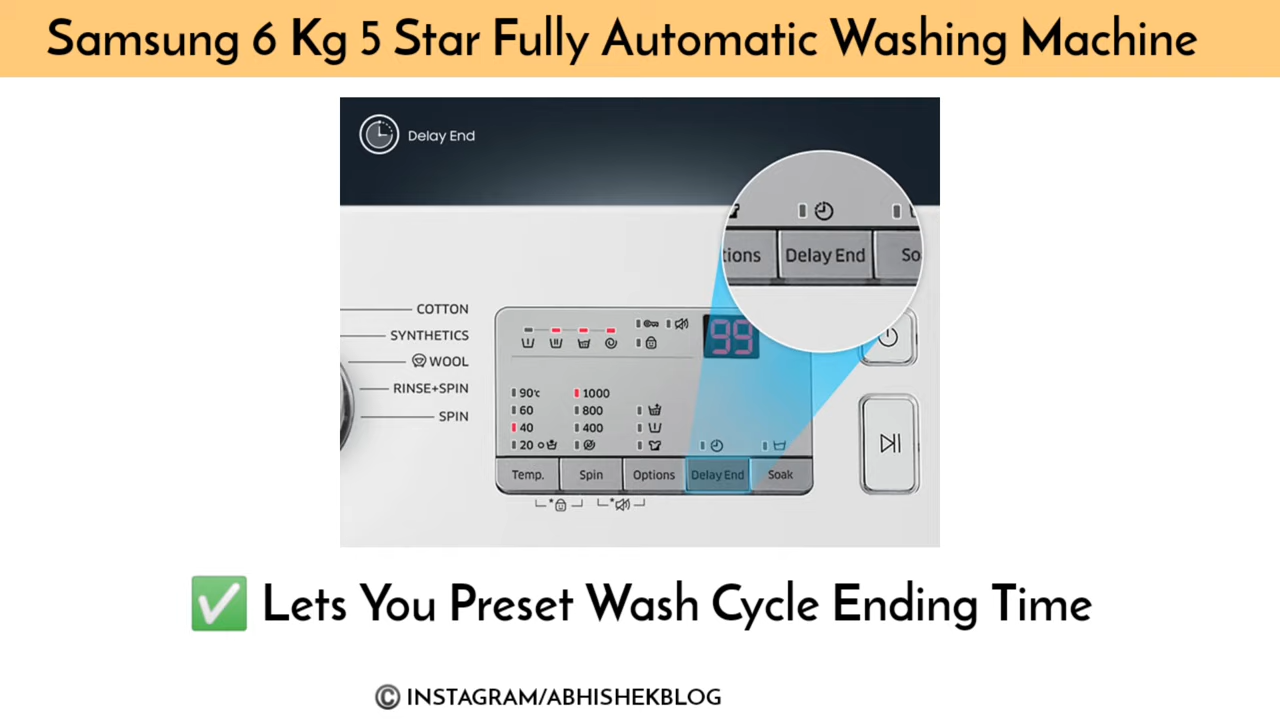 Samsung 6 Kg 5 Star Fully Automatic Washing Machine
Delay End
tions Delay End So
COTTON
SYNTHETICS
WOOL
RINSE+SPIN
SPIN
99
90℃ 1000
60 800
40 400
20
Temp. Spin Options Delay End Soak
✅ Lets You Preset Wash Cycle Ending Time
© INSTAGRAM/ABHISHEKBLOG